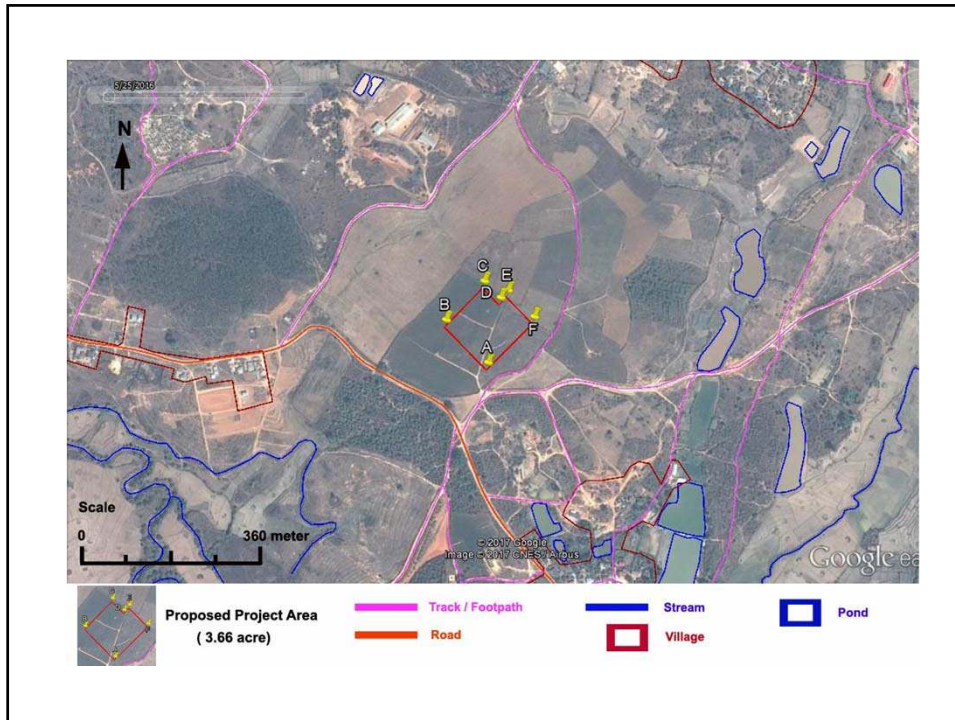 5/25/2016
N
C
E
D
B
F
A
Scale
0
360 meter
© 2017 Google
Image © 2017 CNES / Airbus
Google ea
Proposed Project Area
( 3.66 acre)
Track / Footpath
Road
Stream
Village
Pond